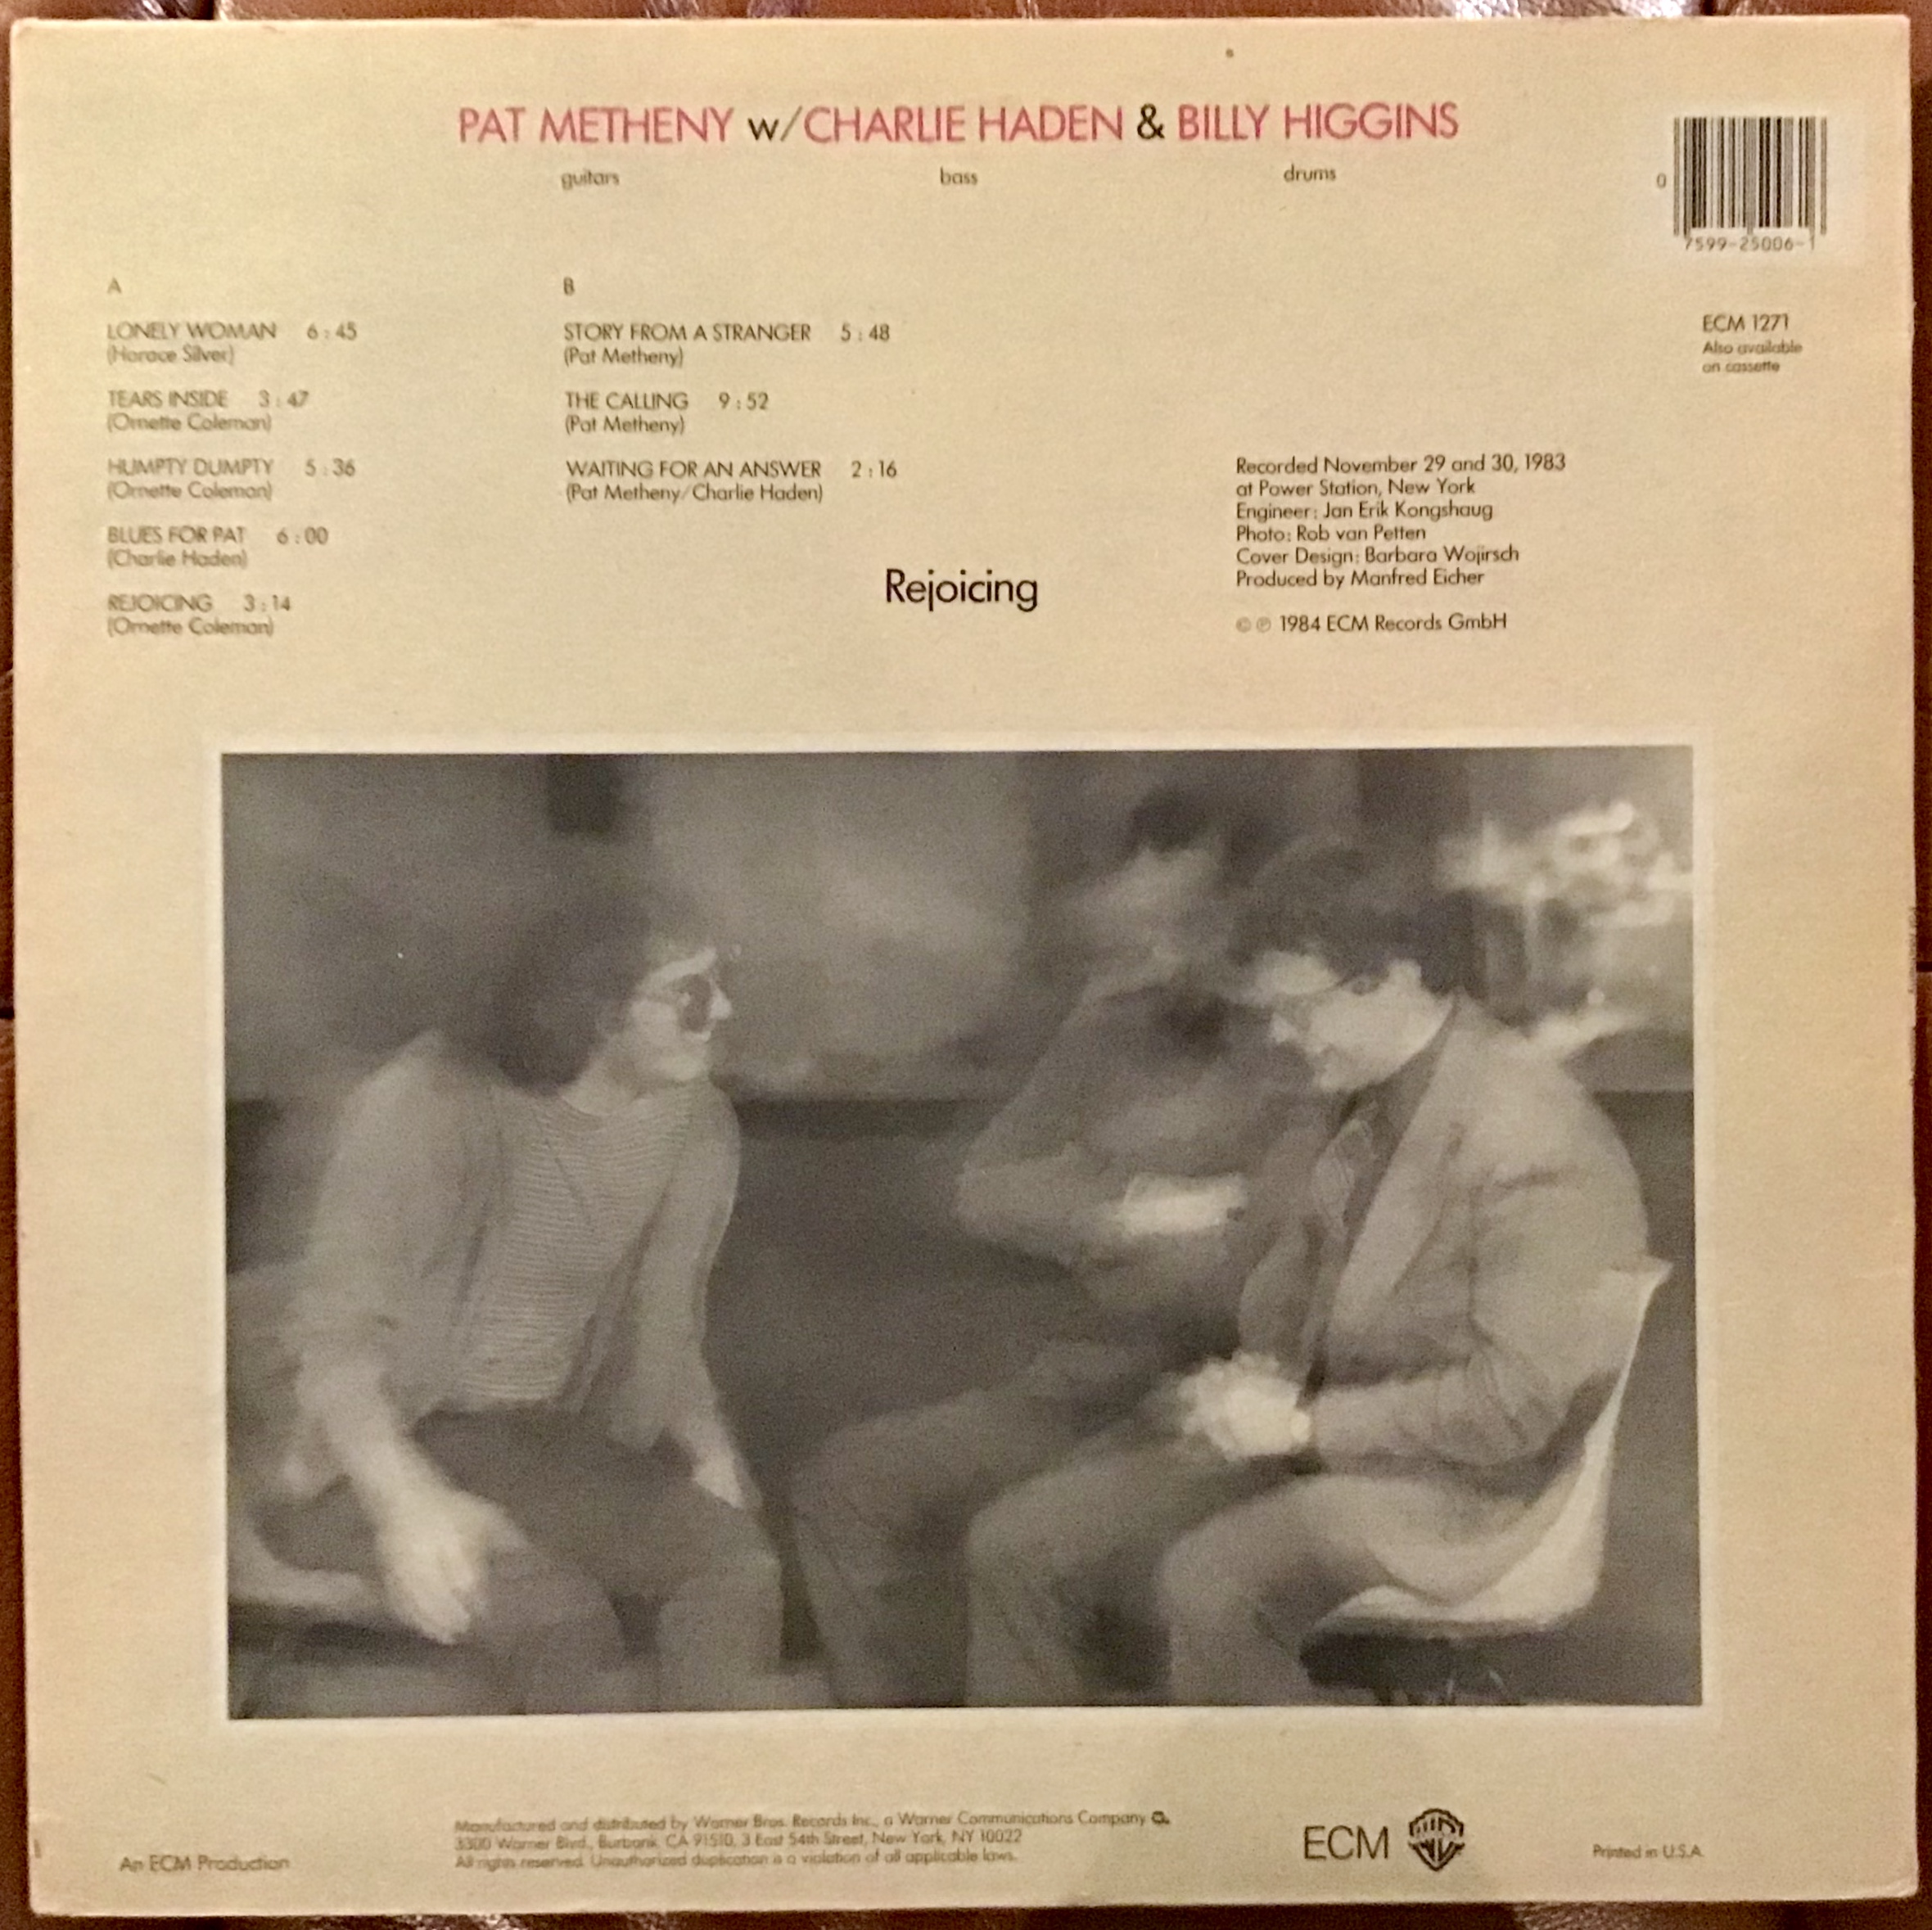 PAT METHENY w/CHARLIE HADEN & BILLY HIGGINS
guitars bass drums
0
7599-25006-1
A
LONELY WOMAN 6:45
(Horace Silver)
TEARS INSIDE 3:47
(Ornette Coleman)
HUMPTY DUMPTY 5:36
(Ornette Coleman)
BLUES FOR PAT 6:00
(Charlie Haden)
REJOICING 3:14
(Ornette Coleman)
B
STORY FROM A STRANGER 5:48
(Pat Metheny)
THE CALLING 9:52
(Pat Metheny)
WAITING FOR AN ANSWER 2:16
(Pat Metheny/Charlie Haden)
Rejoicing
ECM 1271
Also available
on cassette
Recorded November 29 and 30, 1983
at Power Station, New York
Engineer: Jan Erik Kongshaug
Photo: Rob van Petten
Cover Design: Barbara Wojirsch
Produced by Manfred Eicher
© ℗ 1984 ECM Records GmbH
An ECM Production
Manufactured and distributed by Warner Bros. Records Inc., a Warner Communications Company
3300 Warner Blvd., Burbank, CA 91510, 3 East 54th Street, New York, NY 10022
All rights reserved. Unauthorized duplication is a violation of all applicable laws.
ECM
Printed in U.S.A.